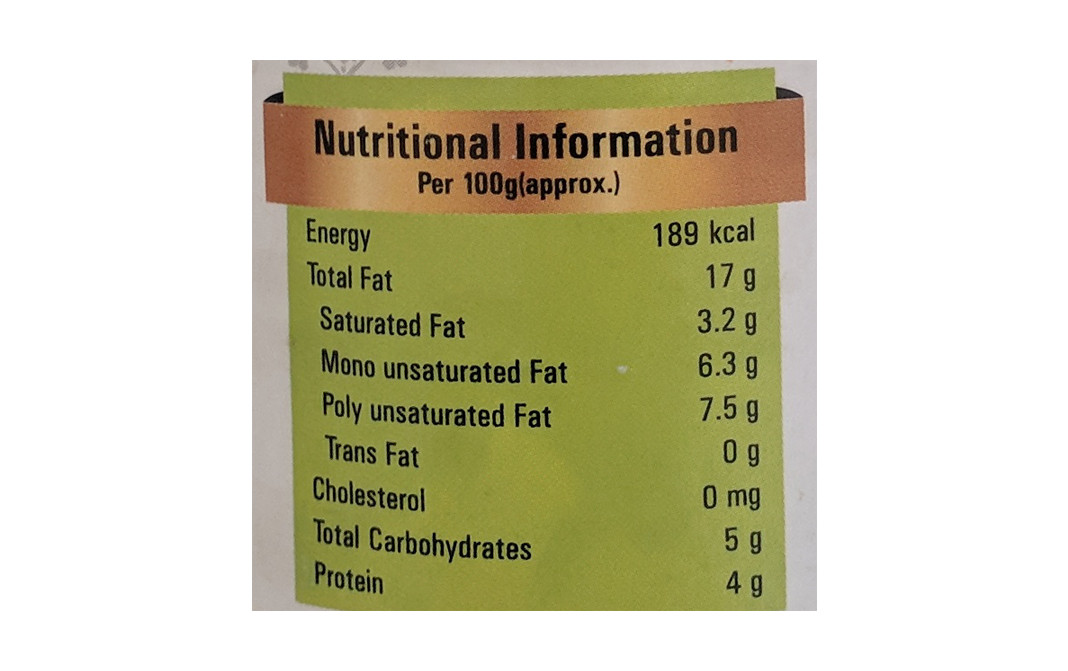 Nutritional Information
Per 100g(approx.)
Energy 189 kcal
Total Fat 17 g
Saturated Fat 3.2 g
Mono unsaturated Fat 6.3 g
Poly unsaturated Fat 7.5 g
Trans Fat 0 g
Cholesterol 0 mg
Total Carbohydrates 5 g
Protein 4 g